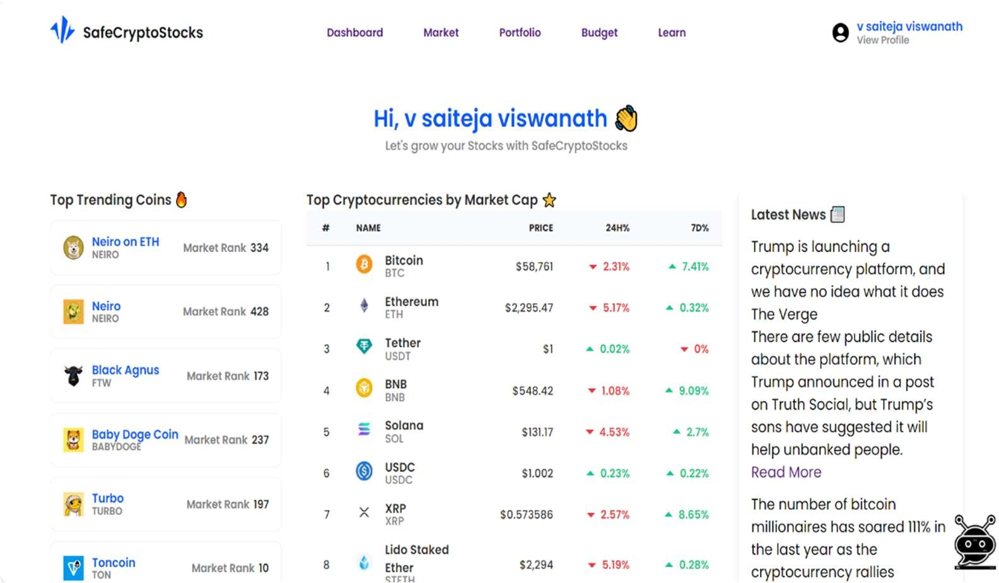 SafeCryptoStocks
Dashboard Market Portfolio Budget Learn
v saiteja viswanath
View Profile
Hi, v saiteja viswanath
Let's grow your Stocks with SafeCryptoStocks
Top Trending Coins
Neiro on ETH
NEIRO
Market Rank 334
Neiro
NEIRO
Market Rank 428
Black Agnus
FTW
Market Rank 173
Baby Doge Coin
BABYDOGE
Market Rank 237
Turbo
TURBO
Market Rank 197
Toncoin
TON
Market Rank 10
Top Cryptocurrencies by Market Cap
# NAME PRICE 24H% 7D%
1 Bitcoin $58,761 2.31% 7.41%
BTC
2 Ethereum $2,295.47 5.17% 0.32%
ETH
3 Tether $1 0.02% 0%
USDT
4 BNB $548.42 1.08% 9.09%
BNB
5 Solana $131.17 4.53% 2.7%
SOL
6 USDC $1.002 0.23% 0.22%
USDC
7 XRP $0.573586 2.57% 8.65%
XRP
8 Lido Staked
Ether $2,294 5.19% 0.28%
STETH
Latest News
Trump is launching a
cryptocurrency platform, and
we have no idea what it does
The Verge
There are few public details
about the platform, which
Trump announced in a post
on Truth Social, but Trump’s
sons have suggested it will
help unbanked people.
Read More
The number of bitcoin
millionaires has soared 111% in
the last year as the
cryptocurrency rallies